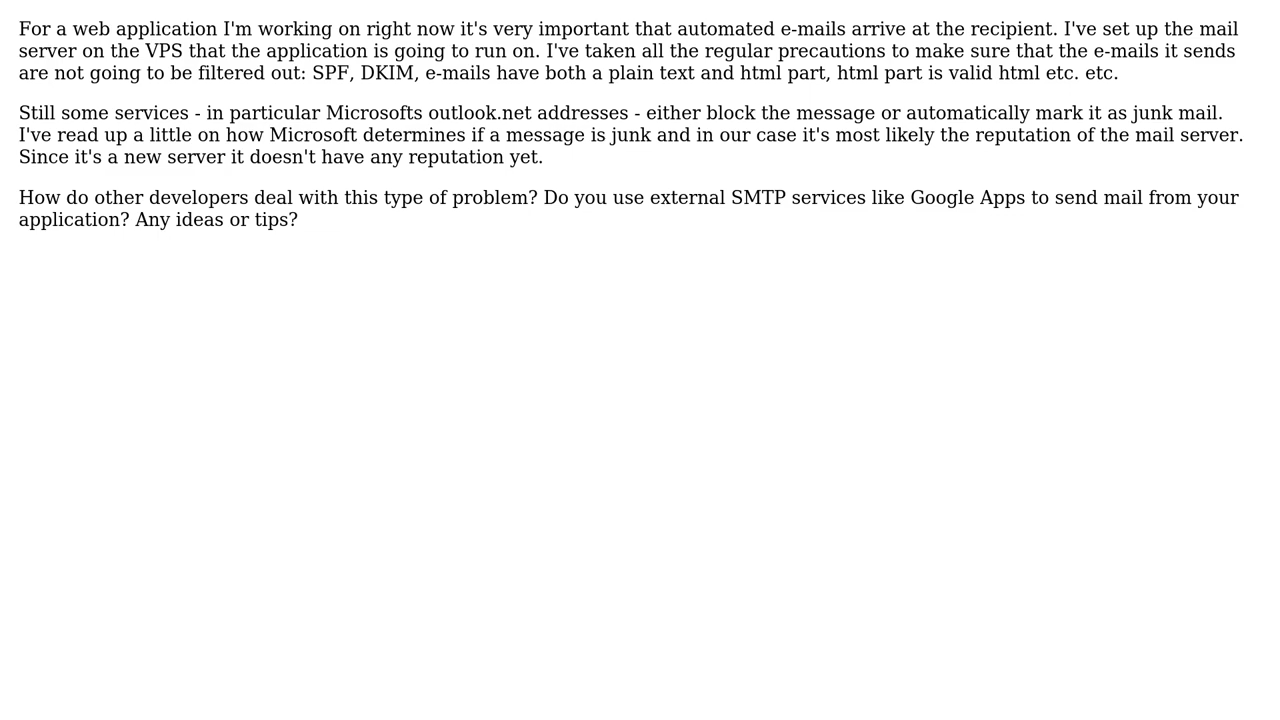 For a web application I'm working on right now it's very important that automated e-mails arrive at the recipient. I've set up the mail
server on the VPS that the application is going to run on. I've taken all the regular precautions to make sure that the e-mails it sends
are not going to be filtered out: SPF, DKIM, e-mails have both a plain text and html part, html part is valid html etc. etc.
Still some services - in particular Microsofts outlook.net addresses - either block the message or automatically mark it as junk mail.
I've read up a little on how Microsoft determines if a message is junk and in our case it's most likely the reputation of the mail server.
Since it's a new server it doesn't have any reputation yet.
How do other developers deal with this type of problem? Do you use external SMTP services like Google Apps to send mail from your
application? Any ideas or tips?